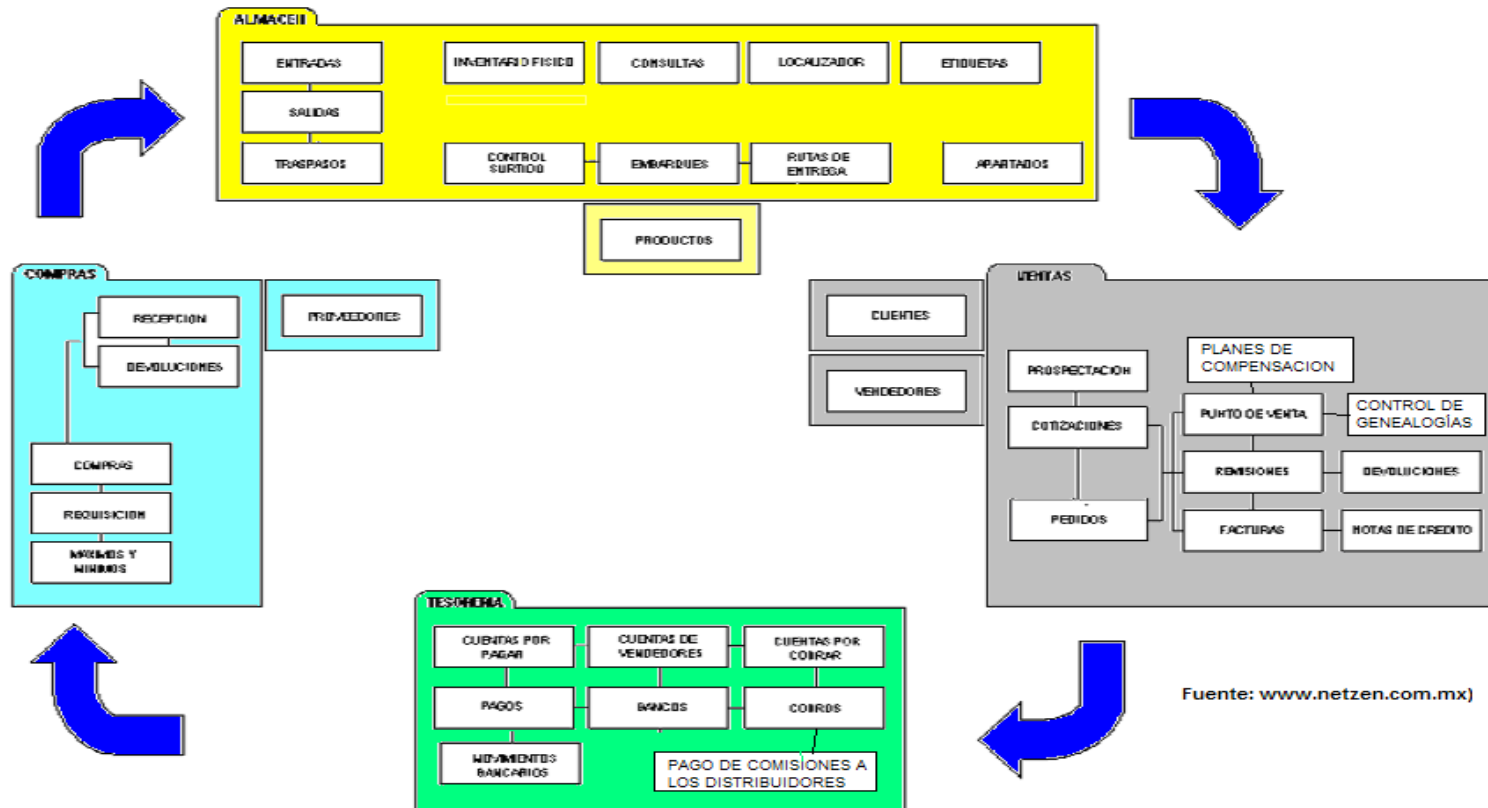 ALMACEN
ENTRADAS
INVENTARIO FISICO
CONSULTAS
LOCALIZADOR
ETIQUETAS
SALIDAS
TRASPASOS
CONTROL
SURTIDO
EMBARQUES
RUTAS DE
ENTREGA
APARTADOS
PRODUCTOS
COMPRAS
RECEPCION
DEVOLUCIONES
COMPRAS
REQUISICION
MAXIMOS Y
MINIMOS
PROVEEDORES
CLIENTES
VENDEDORES
VENTAS
PROSPECTACION
COTIZACIONES
PEDIDOS
PLANES DE
COMPENSACION
PUNTO DE VENTA
CONTROL DE
GENEALOGÍAS
REMISIONES
DEVOLUCIONES
FACTURAS
NOTAS DE CREDITO
TESORERIA
CUENTAS POR
PAGAR
CUENTAS DE
VENDEDORES
CUENTAS POR
COBRAR
PAGOS
BANCOS
COBROS
MOVIMIENTOS
BANCARIOS
PAGO DE COMISIONES A
LOS DISTRIBUIDORES
Fuente: www.netzen.com.mx)